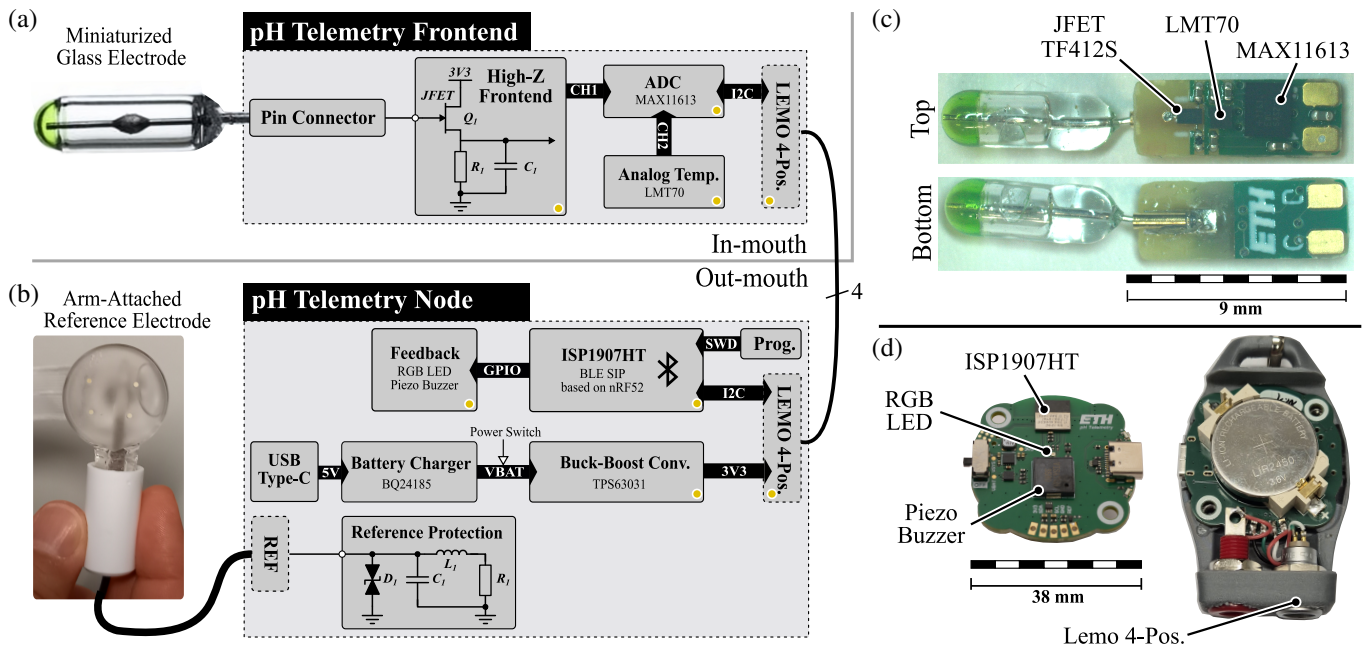 (a)
Miniaturized
Glass Electrode
pH Telemetry Frontend
Pin Connector
3V3
JFET
Q1
R1
C1
High-Z
Frontend
CH1
ADC
MAX11613
I2C
CH2
Analog Temp.
LMT70
LEMO 4-Pos.
In-mouth
Out-mouth
4
(b)
Arm-Attached
Reference Electrode
pH Telemetry Node
Feedback
RGB LED
Piezo Buzzer
GPIO
ISP1907HT
BLE SIP
based on nRF52
SWD
Prog.
I2C
LEMO 4-Pos.
Power Switch
USB
Type-C
5V
Battery Charger
BQ24185
VBAT
Buck-Boost Conv.
TPS63031
3V3
REF
Reference Protection
D1
C1
L1
R1
(c)
JFET
TF412S
LMT70
MAX11613
Top
Bottom
ETH
C
9 mm
(d)
ISP1907HT
RGB
LED
Piezo
Buzzer
ETH
pH Telemetry
38 mm
LIR2450
3.6V
Lemo 4-Pos.